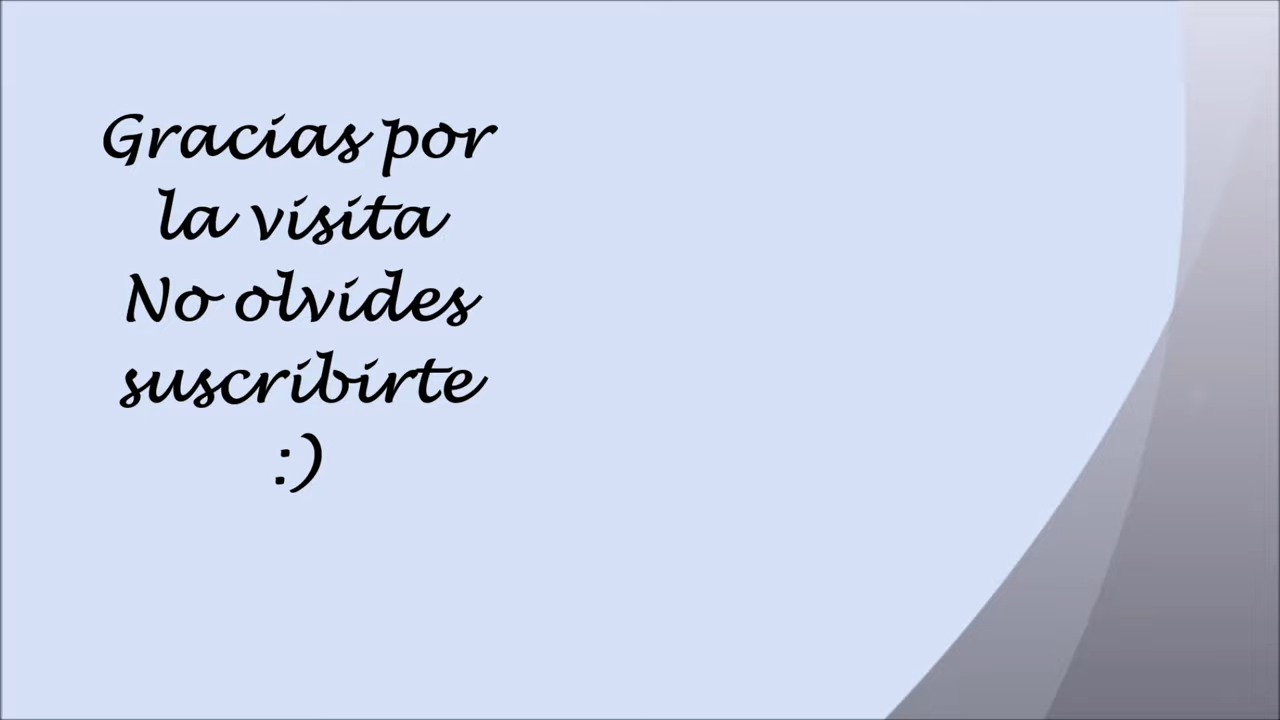 Gracias por
la visita
No olvides
suscribirte
:)